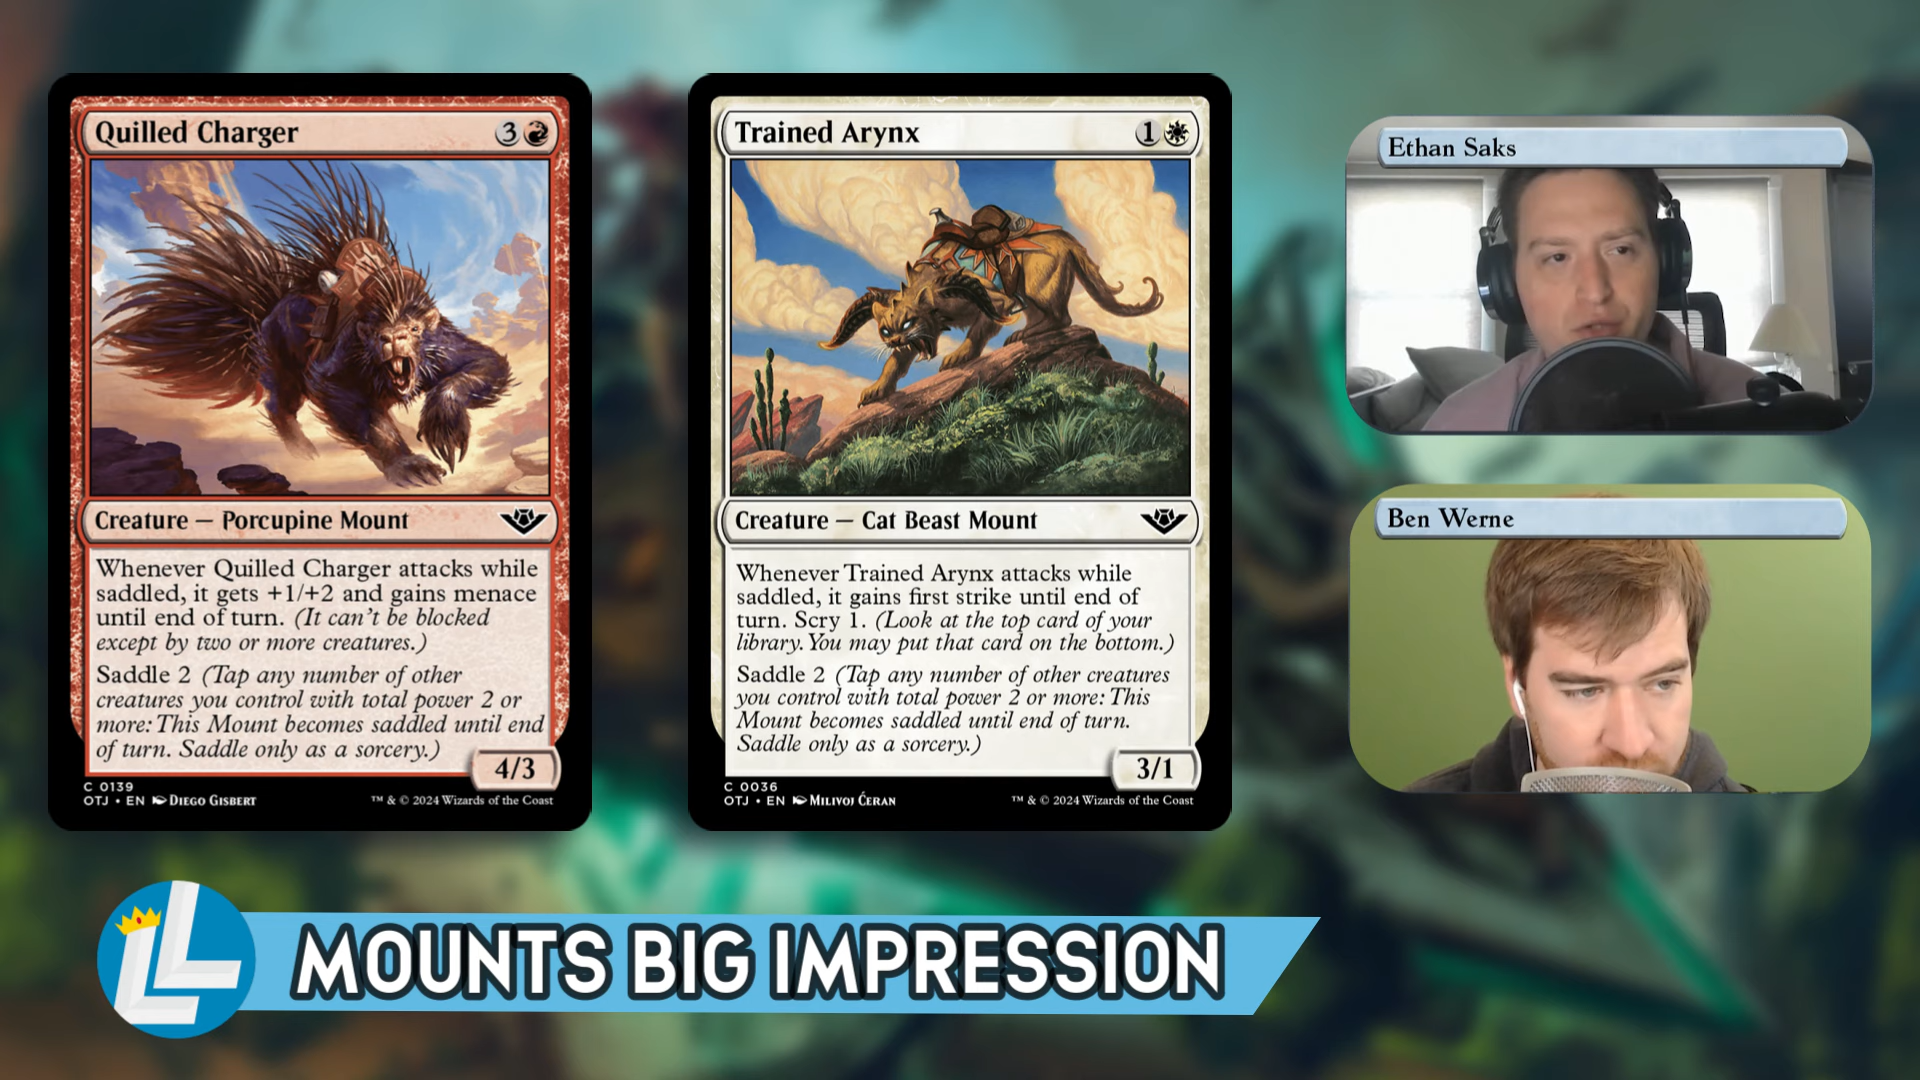 Quilled Charger
3
Creature — Porcupine Mount
Whenever Quilled Charger attacks while
saddled, it gets +1/+2 and gains menace
until end of turn. (It can't be blocked
except by two or more creatures.)
Saddle 2 (Tap any number of other
creatures you control with total power 2 or
more: This Mount becomes saddled until end
of turn. Saddle only as a sorcery.)
4/3
C 0139
OTJ • EN Diego Gisbert
™ & © 2024 Wizards of the Coast
Trained Arynx
1
Creature — Cat Beast Mount
Whenever Trained Arynx attacks while
saddled, it gains first strike until end of
turn. Scry 1. (Look at the top card of your
library. You may put that card on the bottom.)
Saddle 2 (Tap any number of other creatures
you control with total power 2 or more: This
Mount becomes saddled until end of turn.
Saddle only as a sorcery.)
3/1
C 0036
OTJ • EN Milivoj Ćeran
™ & © 2024 Wizards of the Coast
Ethan Saks
Ben Werne
LL
MOUNTS BIG IMPRESSION